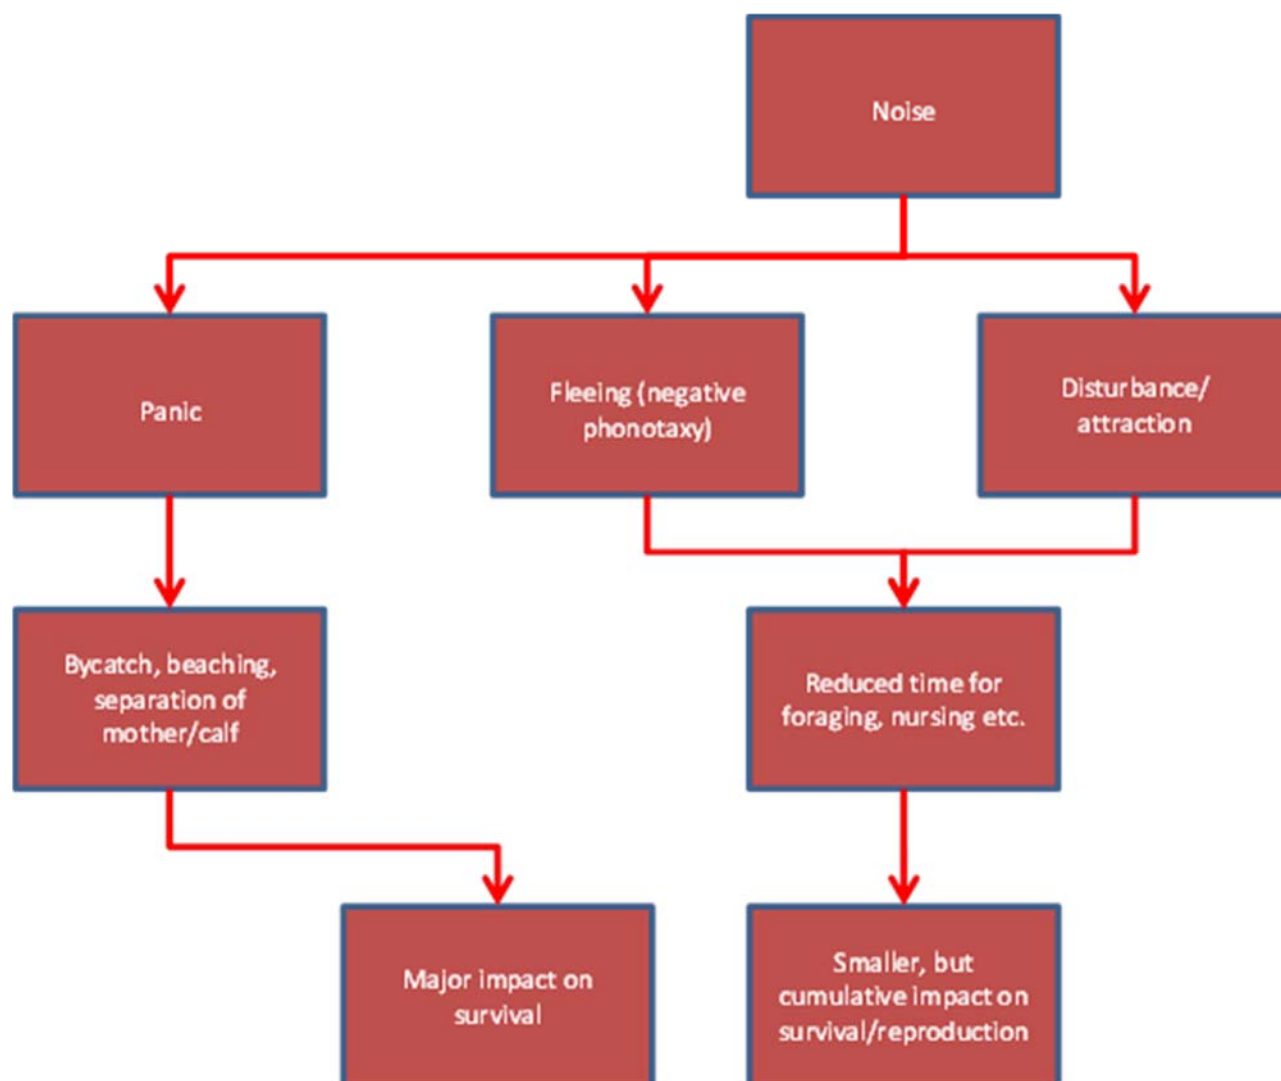 Noise
Panic
Fleeing (negative
phonotaxy)
Disturbance/
attraction
Bycatch, beaching,
separation of
mother/calf
Reduced time for
foraging, nursing etc.
Major impact on
survival
Smaller, but
cumulative impact on
survival/reproduction